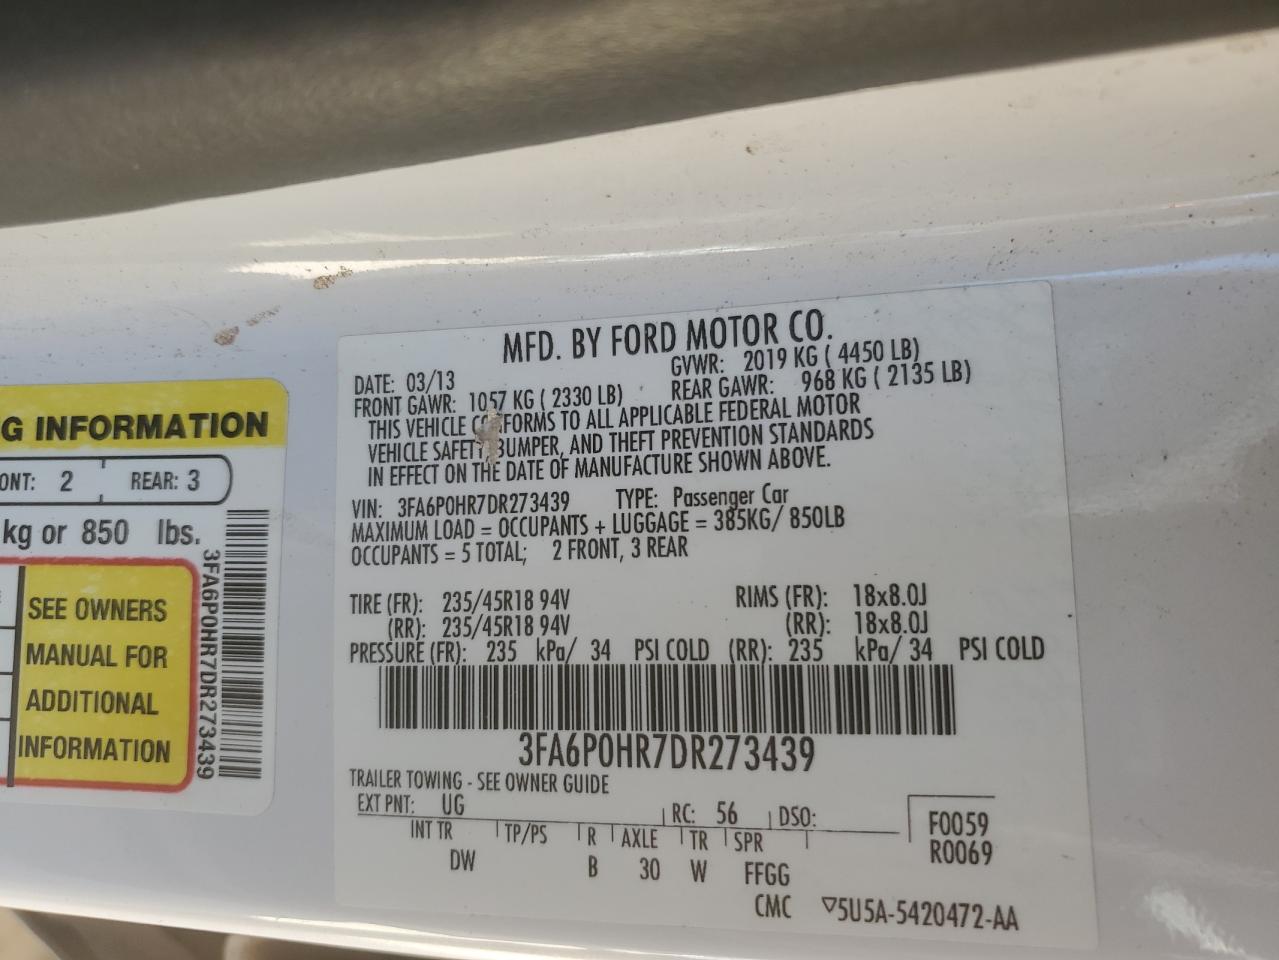 G INFORMATION
ONT: 2 REAR: 3
kg or 850 lbs.
SEE OWNERS
MANUAL FOR
ADDITIONAL
INFORMATION
3FA6P0HR7DR273439
MFD. BY FORD MOTOR CO.
DATE: 03/13 GVWR: 2019 KG ( 4450 LB)
FRONT GAWR: 1057 KG ( 2330 LB) REAR GAWR: 968 KG ( 2135 LB)
THIS VEHICLE CONFORMS TO ALL APPLICABLE FEDERAL MOTOR
VEHICLE SAFETY BUMPER, AND THEFT PREVENTION STANDARDS
IN EFFECT ON THE DATE OF MANUFACTURE SHOWN ABOVE.
VIN: 3FA6P0HR7DR273439 TYPE: Passenger Car
MAXIMUM LOAD = OCCUPANTS + LUGGAGE = 385KG/ 850LB
OCCUPANTS = 5 TOTAL; 2 FRONT, 3 REAR
TIRE (FR): 235/45R18 94V RIMS (FR): 18x8.0J
(RR): 235/45R18 94V (RR): 18x8.0J
PRESSURE (FR): 235 kPa/ 34 PSI COLD (RR): 235 kPa/ 34 PSI COLD
3FA6P0HR7DR273439
TRAILER TOWING - SEE OWNER GUIDE
EXT PNT: UG RC: 56 DSO:
INT TR TP/PS R AXLE TR SPR
DW B 30 W FFGG
F0059
R0069
CMC ▽5U5A-5420472-AA